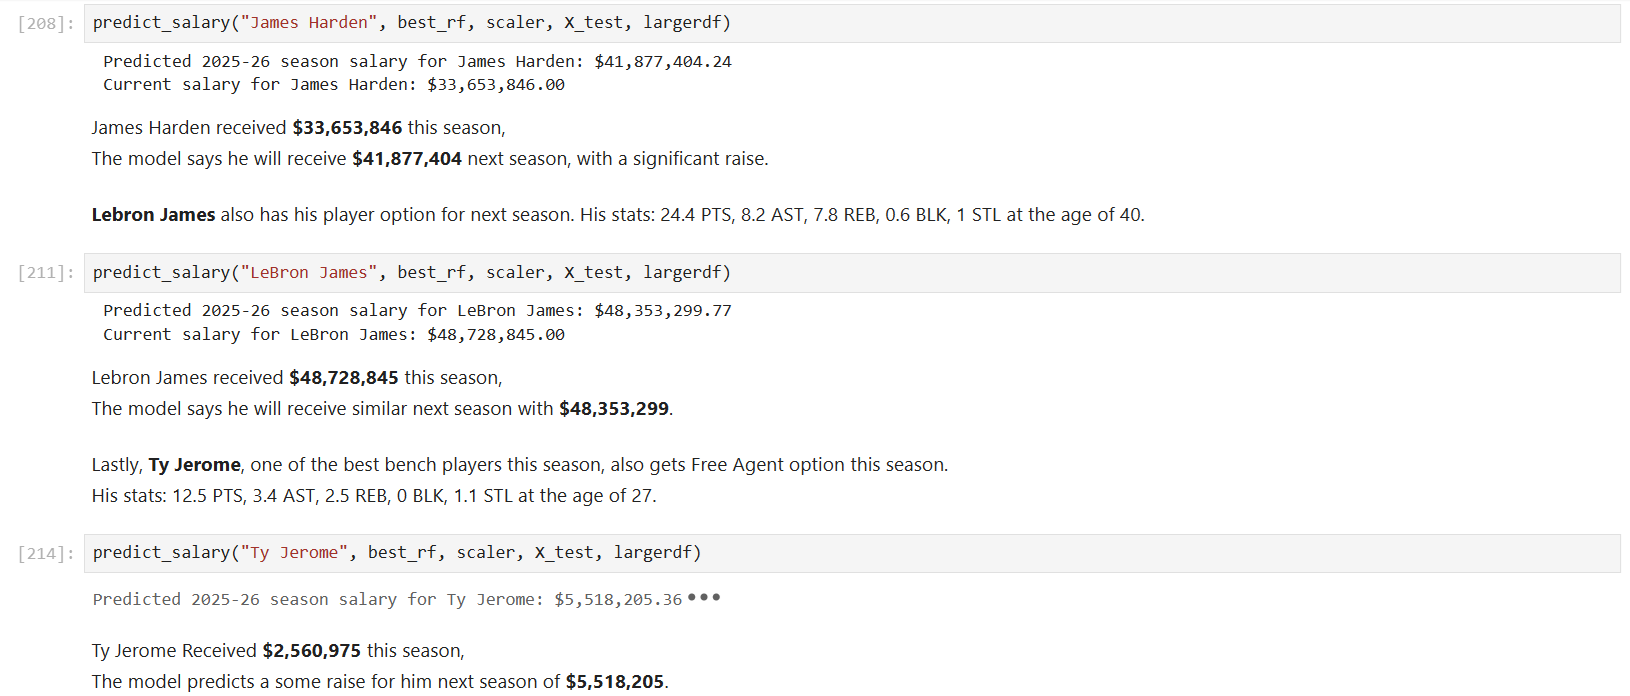 [208]: predict_salary("James Harden", best_rf, scaler, X_test, largerdf)
Predicted 2025-26 season salary for James Harden: $41,877,404.24
Current salary for James Harden: $33,653,846.00
James Harden received $33,653,846 this season,
The model says he will receive $41,877,404 next season, with a significant raise.
Lebron James also has his player option for next season. His stats: 24.4 PTS, 8.2 AST, 7.8 REB, 0.6 BLK, 1 STL at the age of 40.
[211]: predict_salary("LeBron James", best_rf, scaler, X_test, largerdf)
Predicted 2025-26 season salary for LeBron James: $48,353,299.77
Current salary for LeBron James: $48,728,845.00
Lebron James received $48,728,845 this season,
The model says he will receive similar next season with $48,353,299.
Lastly, Ty Jerome, one of the best bench players this season, also gets Free Agent option this season.
His stats: 12.5 PTS, 3.4 AST, 2.5 REB, 0 BLK, 1.1 STL at the age of 27.
[214]: predict_salary("Ty Jerome", best_rf, scaler, X_test, largerdf)
Predicted 2025-26 season salary for Ty Jerome: $5,518,205.36 •••
Ty Jerome Received $2,560,975 this season,
The model predicts a some raise for him next season of $5,518,205.